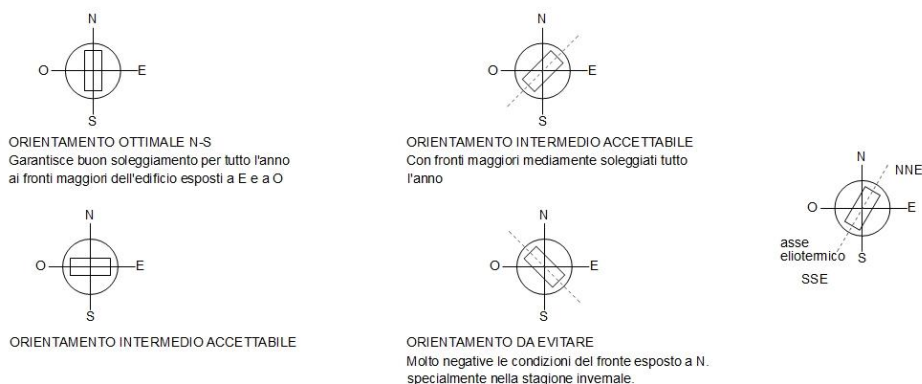 N
O
E
S
ORIENTAMENTO OTTIMALE N-S
Garantisce buon soleggiamento per tutto l'anno
ai fronti maggiori dell'edificio esposti a E e a O
N
O
E
S
ORIENTAMENTO INTERMEDIO ACCETTABILE
Con fronti maggiori mediamente soleggiati tutto
l'anno
N
O
E
S
ORIENTAMENTO INTERMEDIO ACCETTABILE
N
O
E
S
ORIENTAMENTO DA EVITARE
Molto negative le condizioni del fronte esposto a N.
specialmente nella stagione invernale.
N
NNE
O
E
asse
eliotermico
S
SSE